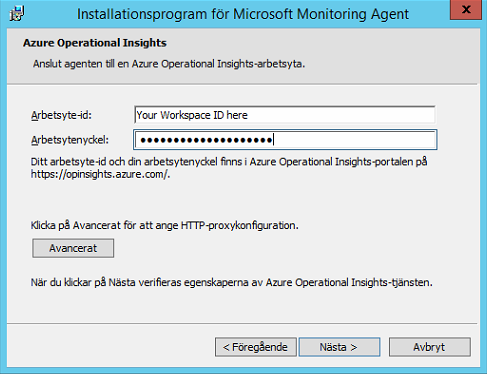 Installationsprogram för Microsoft Monitoring Agent
x
Azure Operational Insights
Anslut agenten till en Azure Operational Insights-arbetsyta.
Arbetsyte-id: Your Workspace ID here
Arbetsytenyckel: ●●●●●●●●●●●●●●●●●●●●
Ditt arbetsyte-id och din arbetsytenyckel finns i Azure Operational Insights-portalen på
https://opinsights.azure.com/.
Klicka på Avancerat för att ange HTTP-proxykonfiguration.
Avancerat
När du klickar på Nästa verifieras egenskaperna av Azure Operational Insights-tjänsten.
< Föregående Nästa > Avbryt